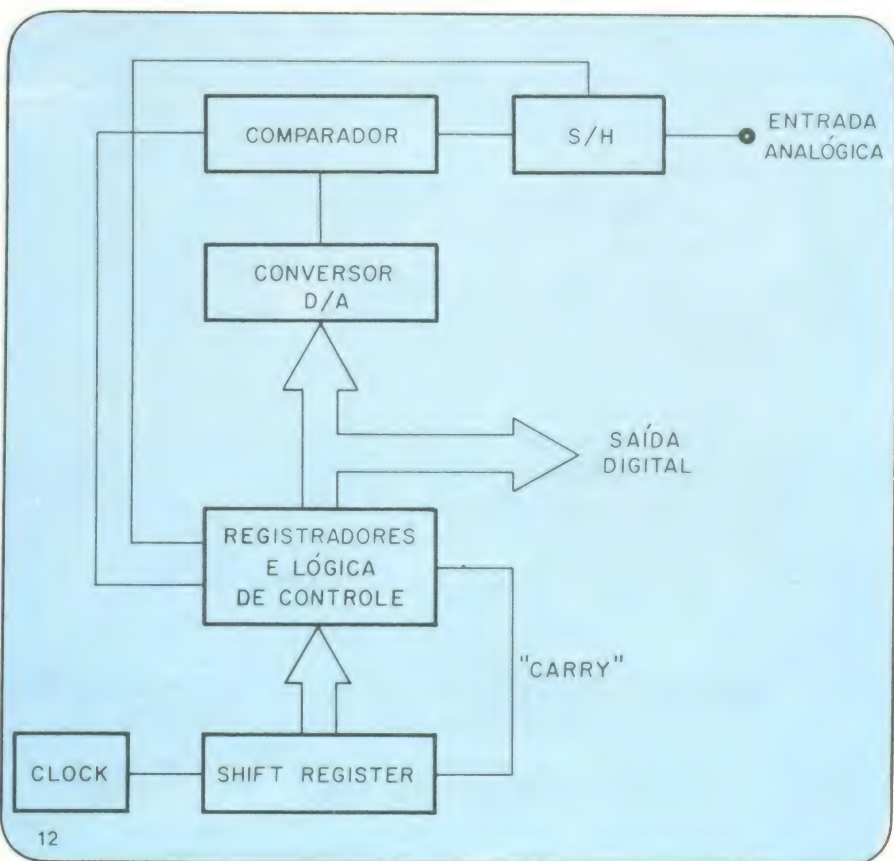 COMPARADOR
S/H
ENTRADA
ANALÓGICA
CONVERSOR
D/A
SAÍDA
DIGITAL
REGISTRADORES
E LÓGICA
DE CONTROLE
"CARRY"
CLOCK
SHIFT REGISTER
12